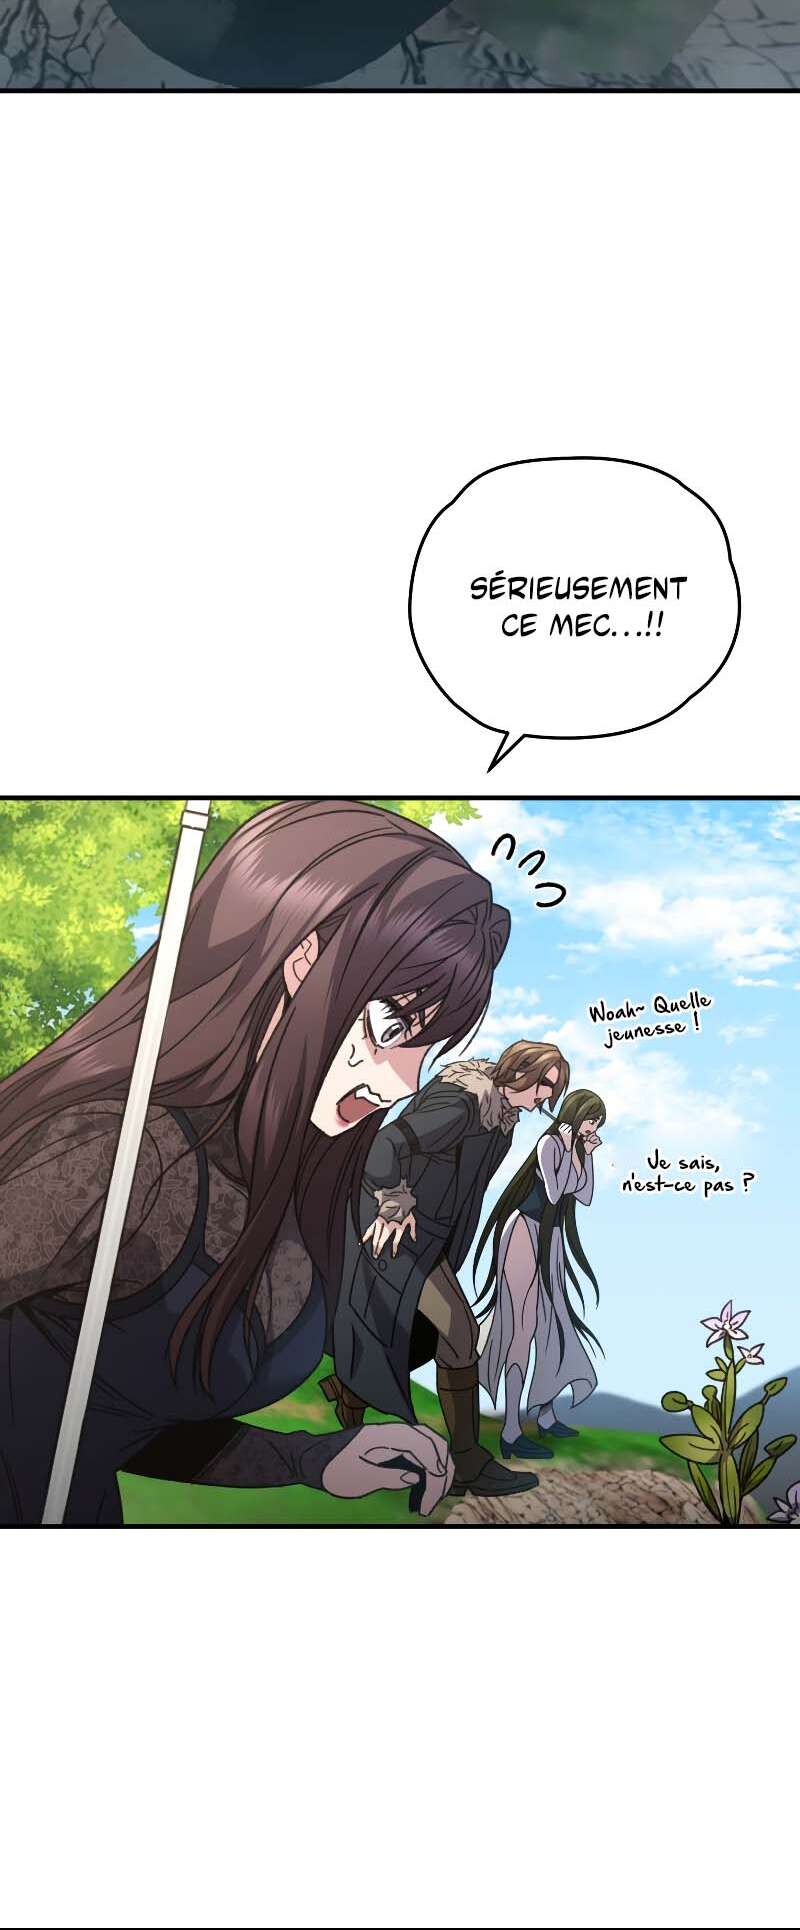 SÉRIEUSEMENT
CE MEC...!!
Woah~ Quelle
jeunesse !
Je sais,
n'est-ce pas ?